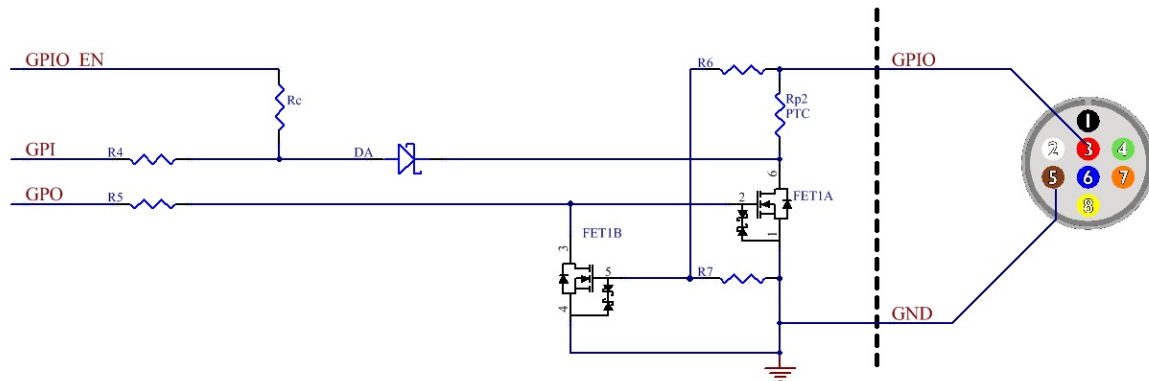 GPIO_EN
R6
GPIO
Rc
Rp2
PTC
1
GPI
R4
DA
2
3
4
6
5
6
7
GPO
R5
2
FET1A
8
FET1B
1
3
5
R7
4
GND